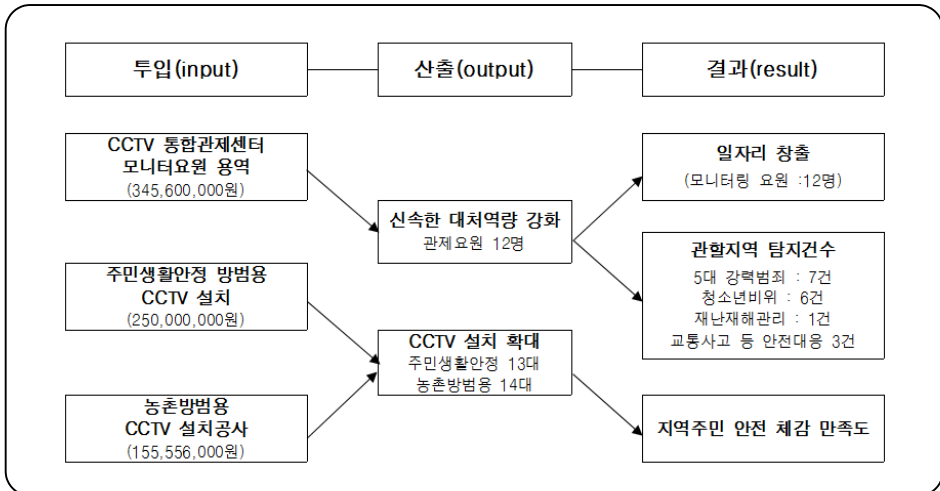 투입(input)
산출(output)
결과(result)
CCTV 통합관제센터
모니터요원 용역
(345,600,000원)
주민생활안정 방범용
CCTV 설치
(250,000,000원)
농촌방범용
CCTV 설치공사
(155,556,000원)
신속한 대처역량 강화
관제요원 12명
CCTV 설치 확대
주민생활안정 13대
농촌방범용 14대
일자리 창출
(모니터링 요원 :12명)
관할지역 탐지건수
5대 강력범죄 : 7건
청소년비위 : 6건
재난재해관리 : 1건
교통사고 등 안전대응 3건
지역주민 안전 체감 만족도